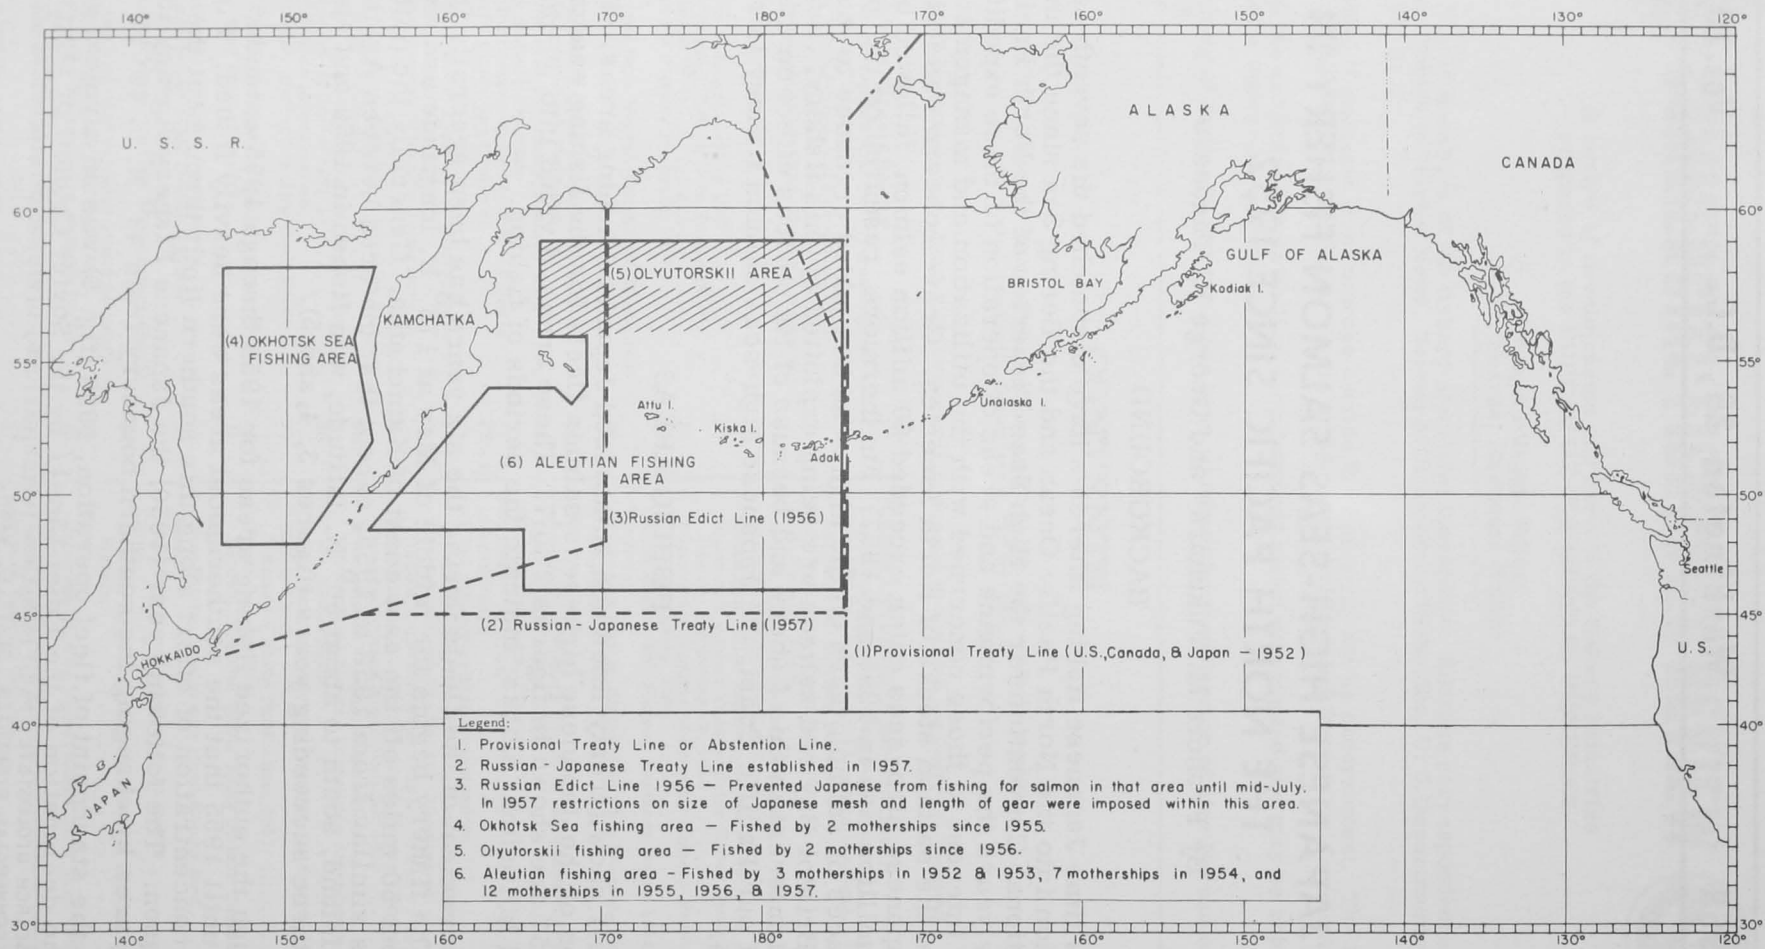 140° 150° 160° 170° 180° 170° 160° 150° 140° 130° 120°
U. S. S. R.
ALASKA
CANADA
60° 60°
(5) OLYUTORSKII AREA
GULF OF ALASKA
BRISTOL BAY
Kodiak I.
KAMCHATKA
(4) OKHOTSK SEA
FISHING AREA
55° 55°
Attu I.
Unalaska I.
Kiska I.
Adak
(6) ALEUTIAN FISHING
AREA
50° 50°
(3) Russian Edict Line (1956)
Seattle
45° 45°
(2) Russian - Japanese Treaty Line (1957)
(1) Provisional Treaty Line (U.S., Canada, & Japan - 1952)
U.S.
HOKKAIDO
40° 40°
JAPAN
Legend:
1. Provisional Treaty Line or Abstention Line.
2. Russian - Japanese Treaty Line established in 1957.
3. Russian Edict Line 1956 — Prevented Japanese from fishing for salmon in that area until mid-July.
In 1957 restrictions on size of Japanese mesh and length of gear were imposed within this area.
4. Okhotsk Sea fishing area — Fished by 2 motherships since 1955.
5. Olyutorskii fishing area — Fished by 2 motherships since 1956.
6. Aleutian fishing area - Fished by 3 motherships in 1952 & 1953, 7 motherships in 1954, and
12 motherships in 1955, 1956, & 1957.
30° 30°
140° 150° 160° 170° 180° 170° 160° 150° 140° 130° 120°